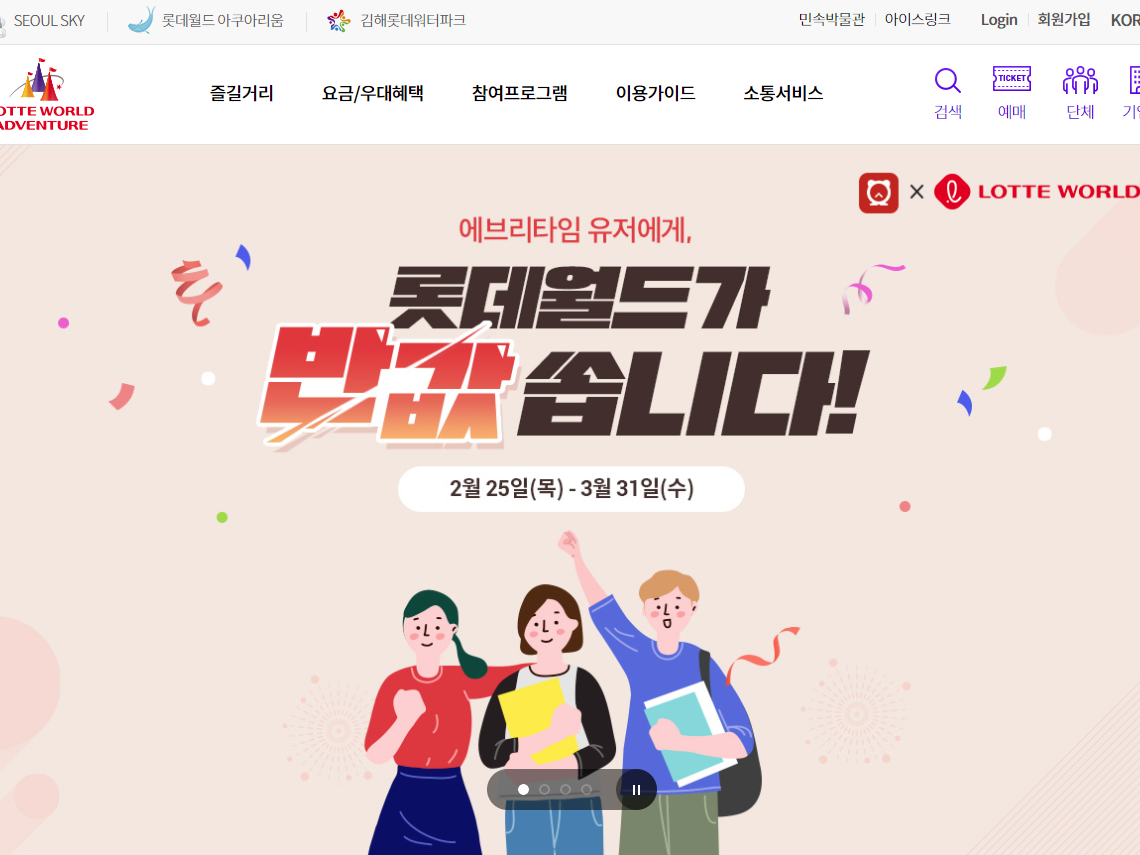 SEOUL SKY
롯데월드 아쿠아리움
김해롯데워터파크
민속박물관
아이스링크
Login
회원가입
KOR
LOTTE WORLD
ADVENTURE
즐길거리
요금/우대혜택
참여프로그램
이용가이드
소통서비스
TICKET
검색
예매
단체
X LOTTE WORLD
에브리타임 유저에게,
롯데월드가
반값 쏩니다!
2월 25일(목) - 3월 31일(수)